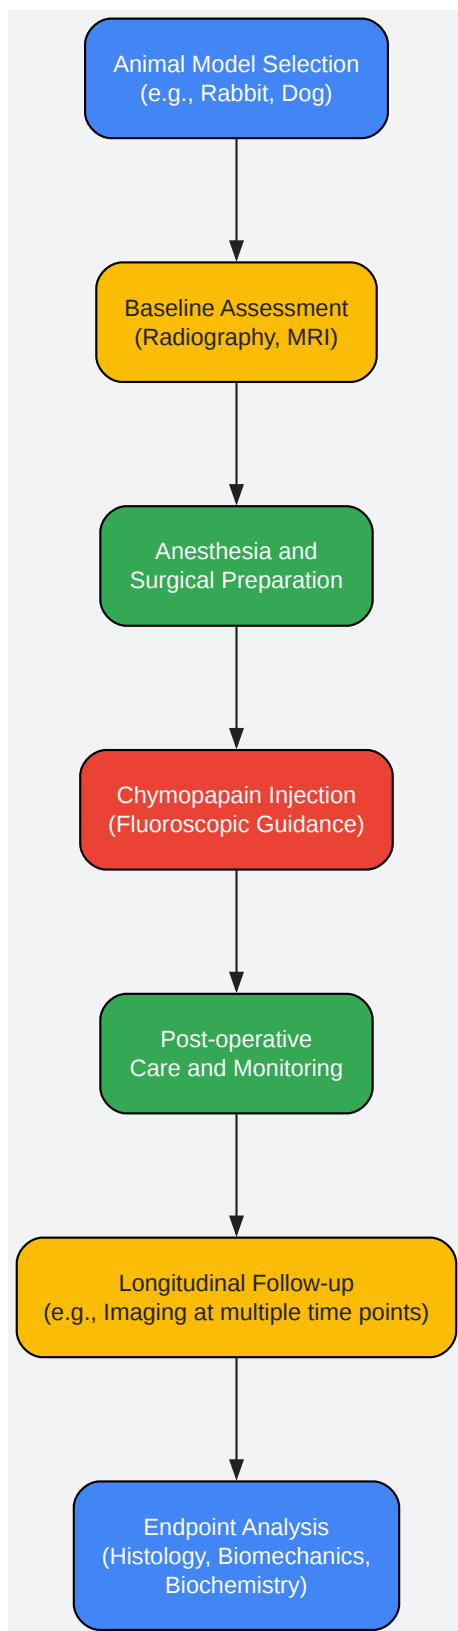 Animal Model Selection
(e.g., Rabbit, Dog)
Baseline Assessment
(Radiography, MRI)
Anesthesia and
Surgical Preparation
Chymopapain Injection
(Fluoroscopic Guidance)
Post-operative
Care and Monitoring
Longitudinal Follow-up
(e.g., Imaging at multiple time points)
Endpoint Analysis
(Histology, Biomechanics,
Biochemistry)